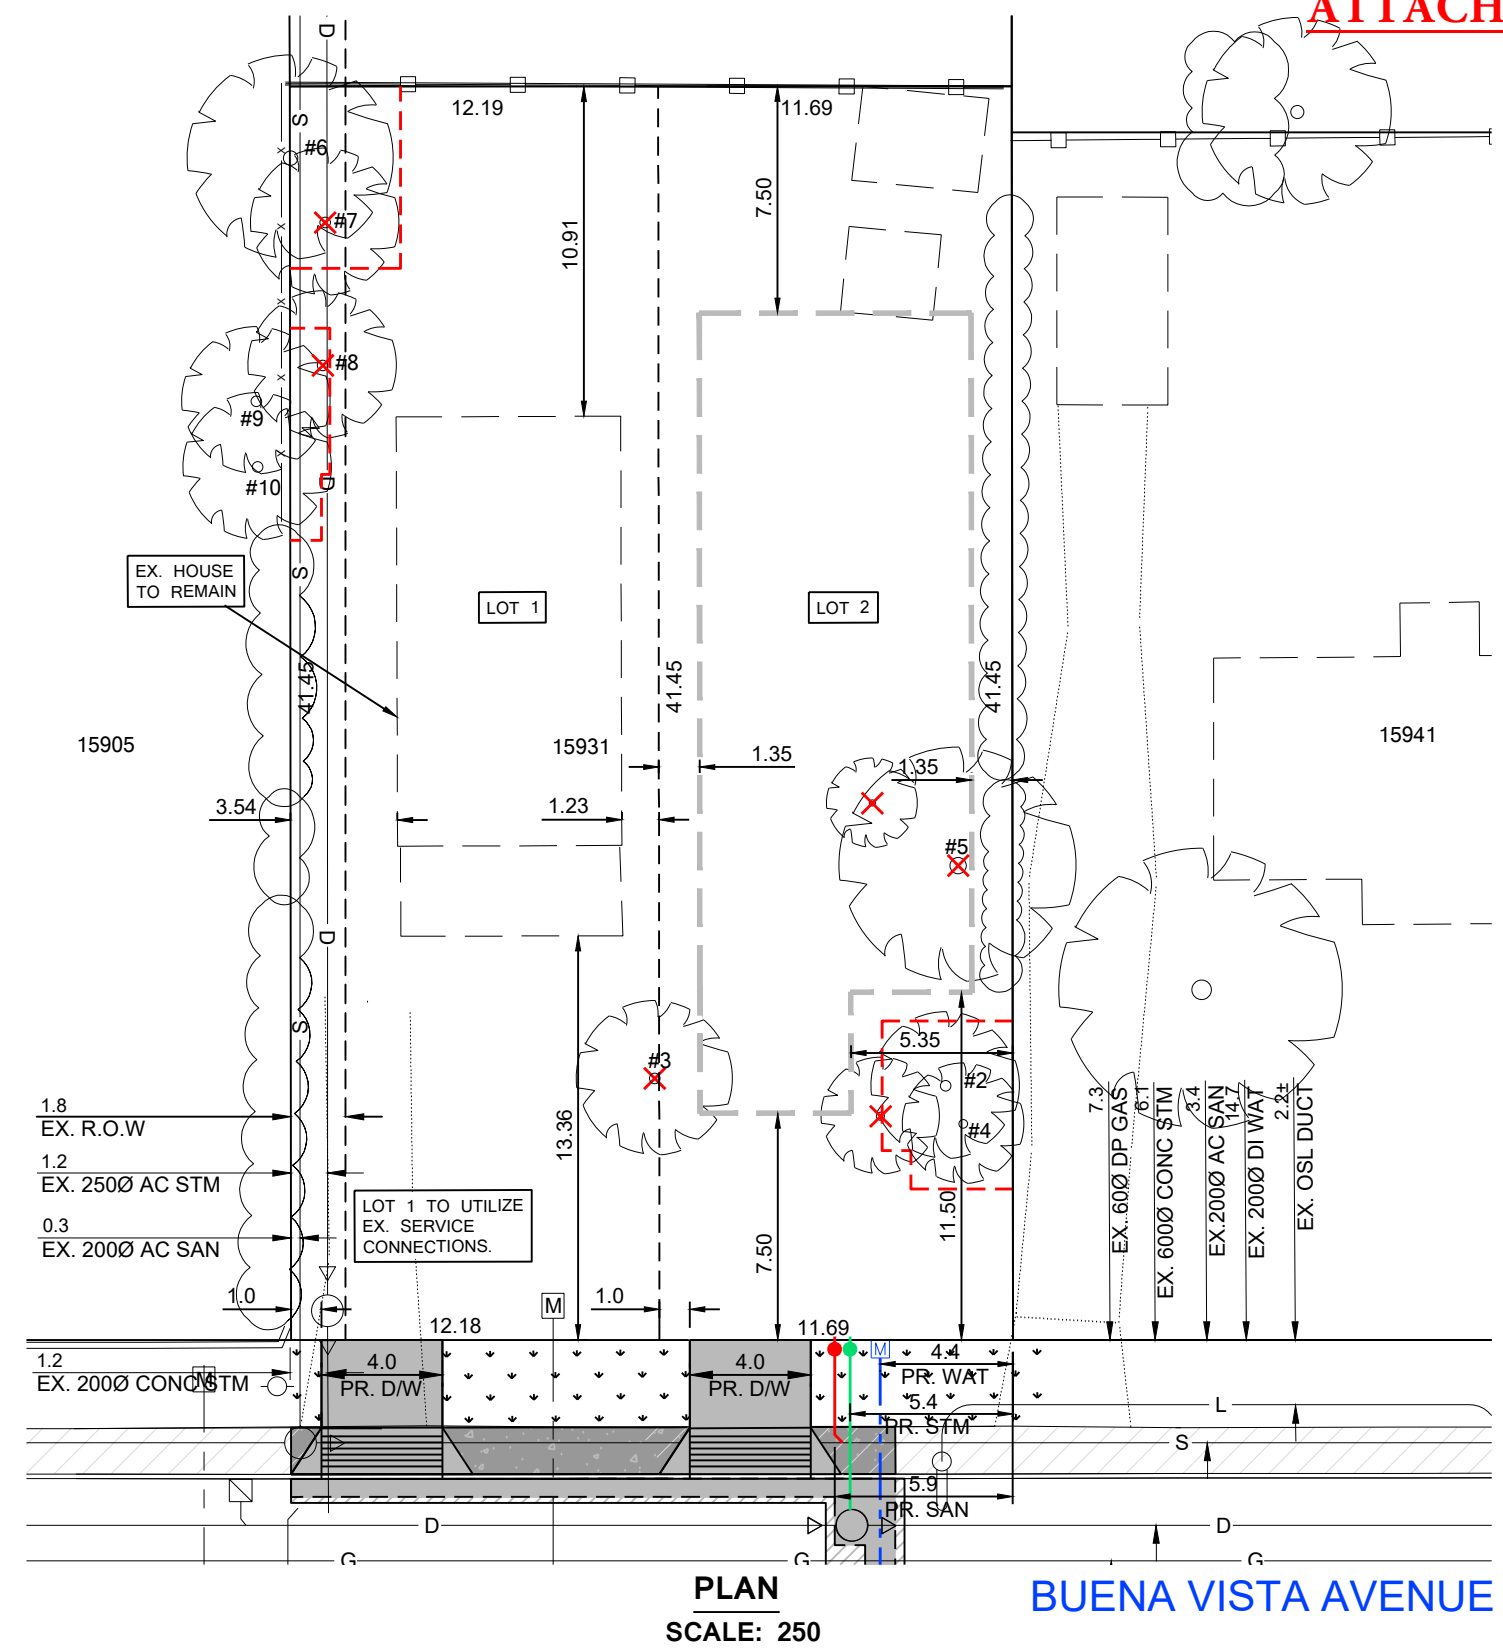 ATTACH
D
12.19
11.69
S
#6
7.50
#7
10.91
#8
#9
#10
D
EX. HOUSE
TO REMAIN
S
LOT 1
LOT 2
41.45
41.45
41.45
15905
15931
15941
1.35
1.35
3.54
1.23
#5
D
S
5.35
#3
#2
#4
1.8
EX. R.O.W
1.2
EX. 250Ø AC STM
0.3
EX. 200Ø AC SAN
13.36
LOT 1 TO UTILIZE
EX. SERVICE
CONNECTIONS.
7.50
11.50
7.3
EX. 60Ø DP GAS
6.1
EX. 600Ø CONC STM
3.4
EX.200Ø AC SAN
14.7
EX. 200Ø DI WAT
2.2±
EX. OSL DUCT
1.0
M
1.0
12.18
11.69
1.2
EX. 200Ø CONC STM
M
4.0
PR. D/W
4.0
PR. D/W
M
4.4
PR. WAT
5.4
PR. STM
L
S
5.9
PR. SAN
D
D
G
G
G
PLAN
SCALE: 250
BUENA VISTA AVENUE